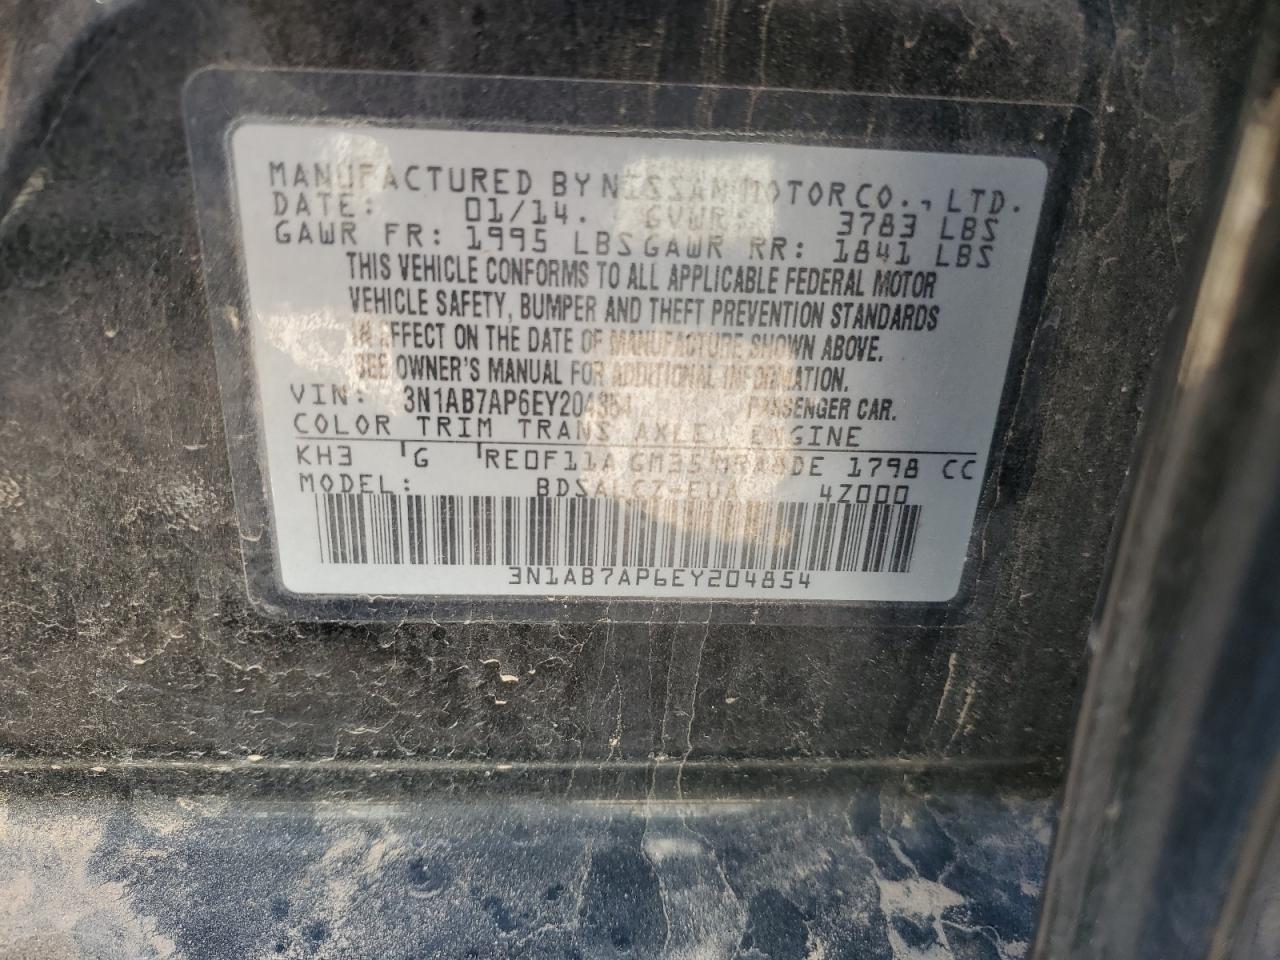 MANUFACTURED BY NISSAN MOTOR CO., LTD.
DATE: 01/14. GVWR: 3783 LBS
GAWR FR: 1995 LBS GAWR RR: 1841 LBS
THIS VEHICLE CONFORMS TO ALL APPLICABLE FEDERAL MOTOR
VEHICLE SAFETY, BUMPER AND THEFT PREVENTION STANDARDS
IN EFFECT ON THE DATE OF MANUFACTURE SHOWN ABOVE.
SEE OWNER'S MANUAL FOR ADDITIONAL INFORMATION.
VIN: 3N1AB7AP6EY204854 PASSENGER CAR.
COLOR TRIM TRANS AXLE ENGINE
KH3 G RE0F11A GM35 1798 CC
MODEL: 4Z000
3N1AB7AP6EY204854